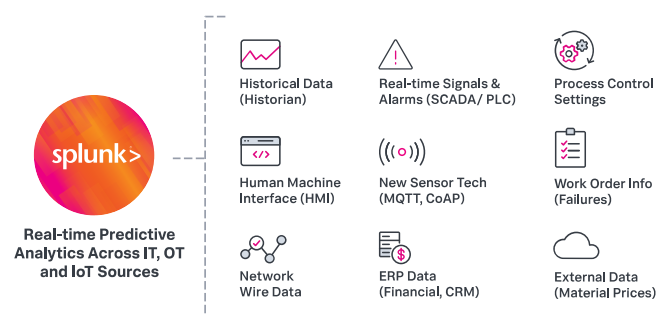 splunk>
Real-time Predictive
Analytics Across IT, OT
and IoT Sources
Historical Data
(Historian)
Real-time Signals &
Alarms (SCADA/ PLC)
Process Control
Settings
</>
Human Machine
Interface (HMI)
New Sensor Tech
(MQTT, CoAP)
Work Order Info
(Failures)
Network
Wire Data
$
ERP Data
(Financial, CRM)
External Data
(Material Prices)